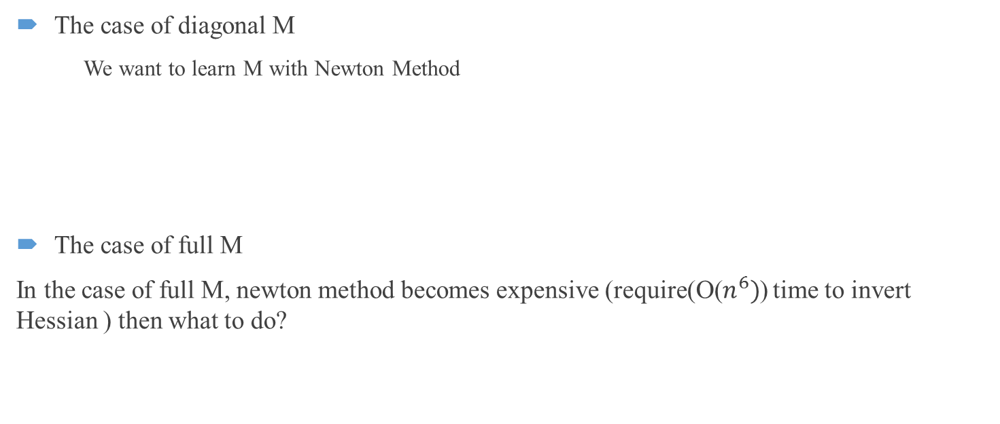 The case of diagonal M
We want to learn M with Newton Method
The case of full M
In the case of full M, newton method becomes expensive (require(O(𝑛⁶)) time to invert
Hessian ) then what to do?